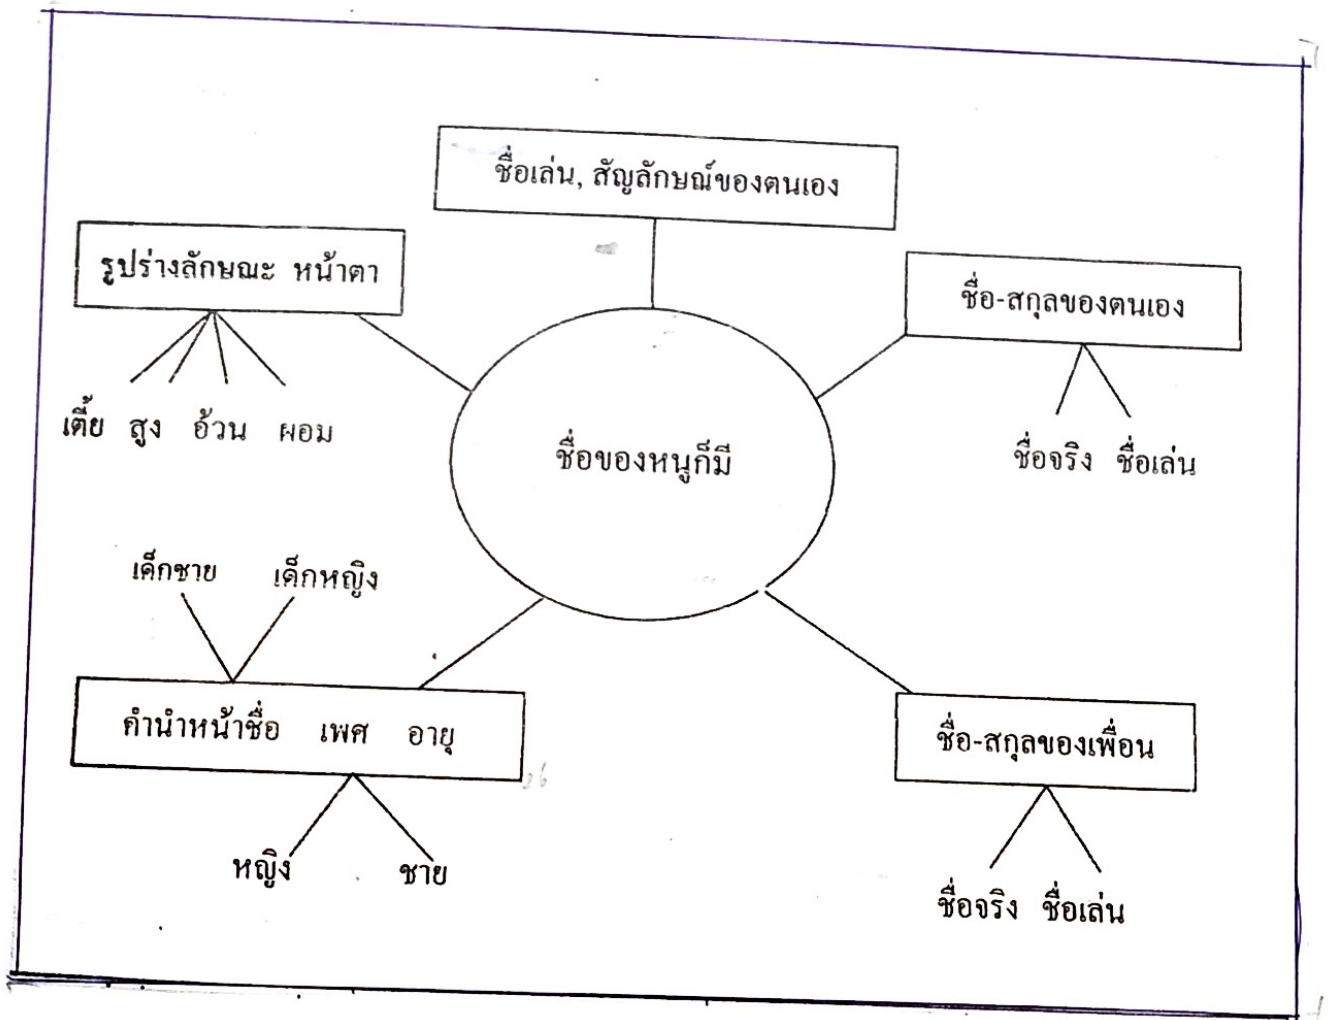 ชื่อเล่น, สัญลักษณ์ของตนเอง
รูปร่างลักษณะ หน้าตา
เตี้ย สูง อ้วน ผอม
ชื่อ-สกุลของตนเอง
ชื่อจริง ชื่อเล่น
ชื่อของหนูก็มี
เด็กชาย เด็กหญิง
คำนำหน้าชื่อ เพศ อายุ
หญิง ชาย
ชื่อ-สกุลของเพื่อน
ชื่อจริง ชื่อเล่น